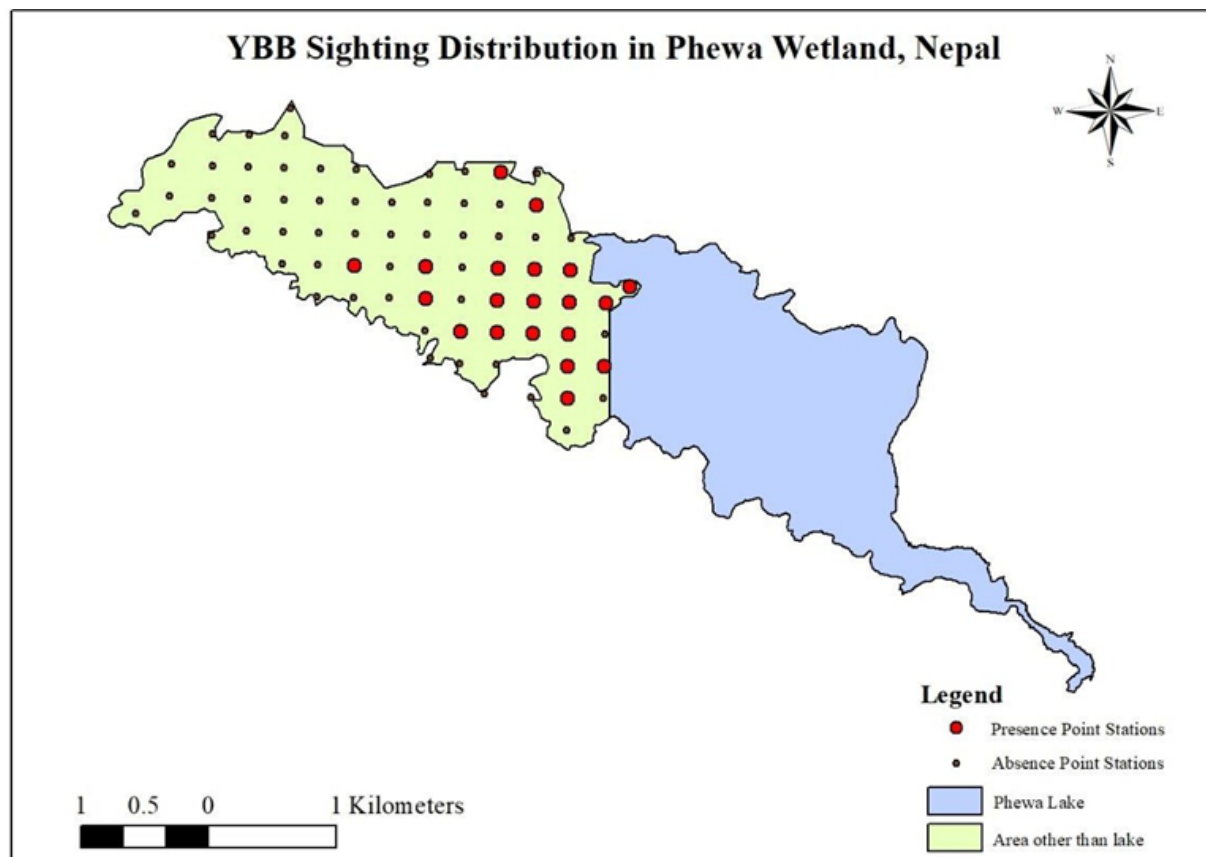 YBB Sighting Distribution in Phewa Wetland, Nepal
N
W E
S
Legend
Presence Point Stations
Absence Point Stations
Phewa Lake
Area other than lake
1 0.5 0 1 Kilometers